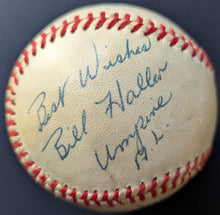 Best Wishes
Bill Haller
Umpire
A.L.